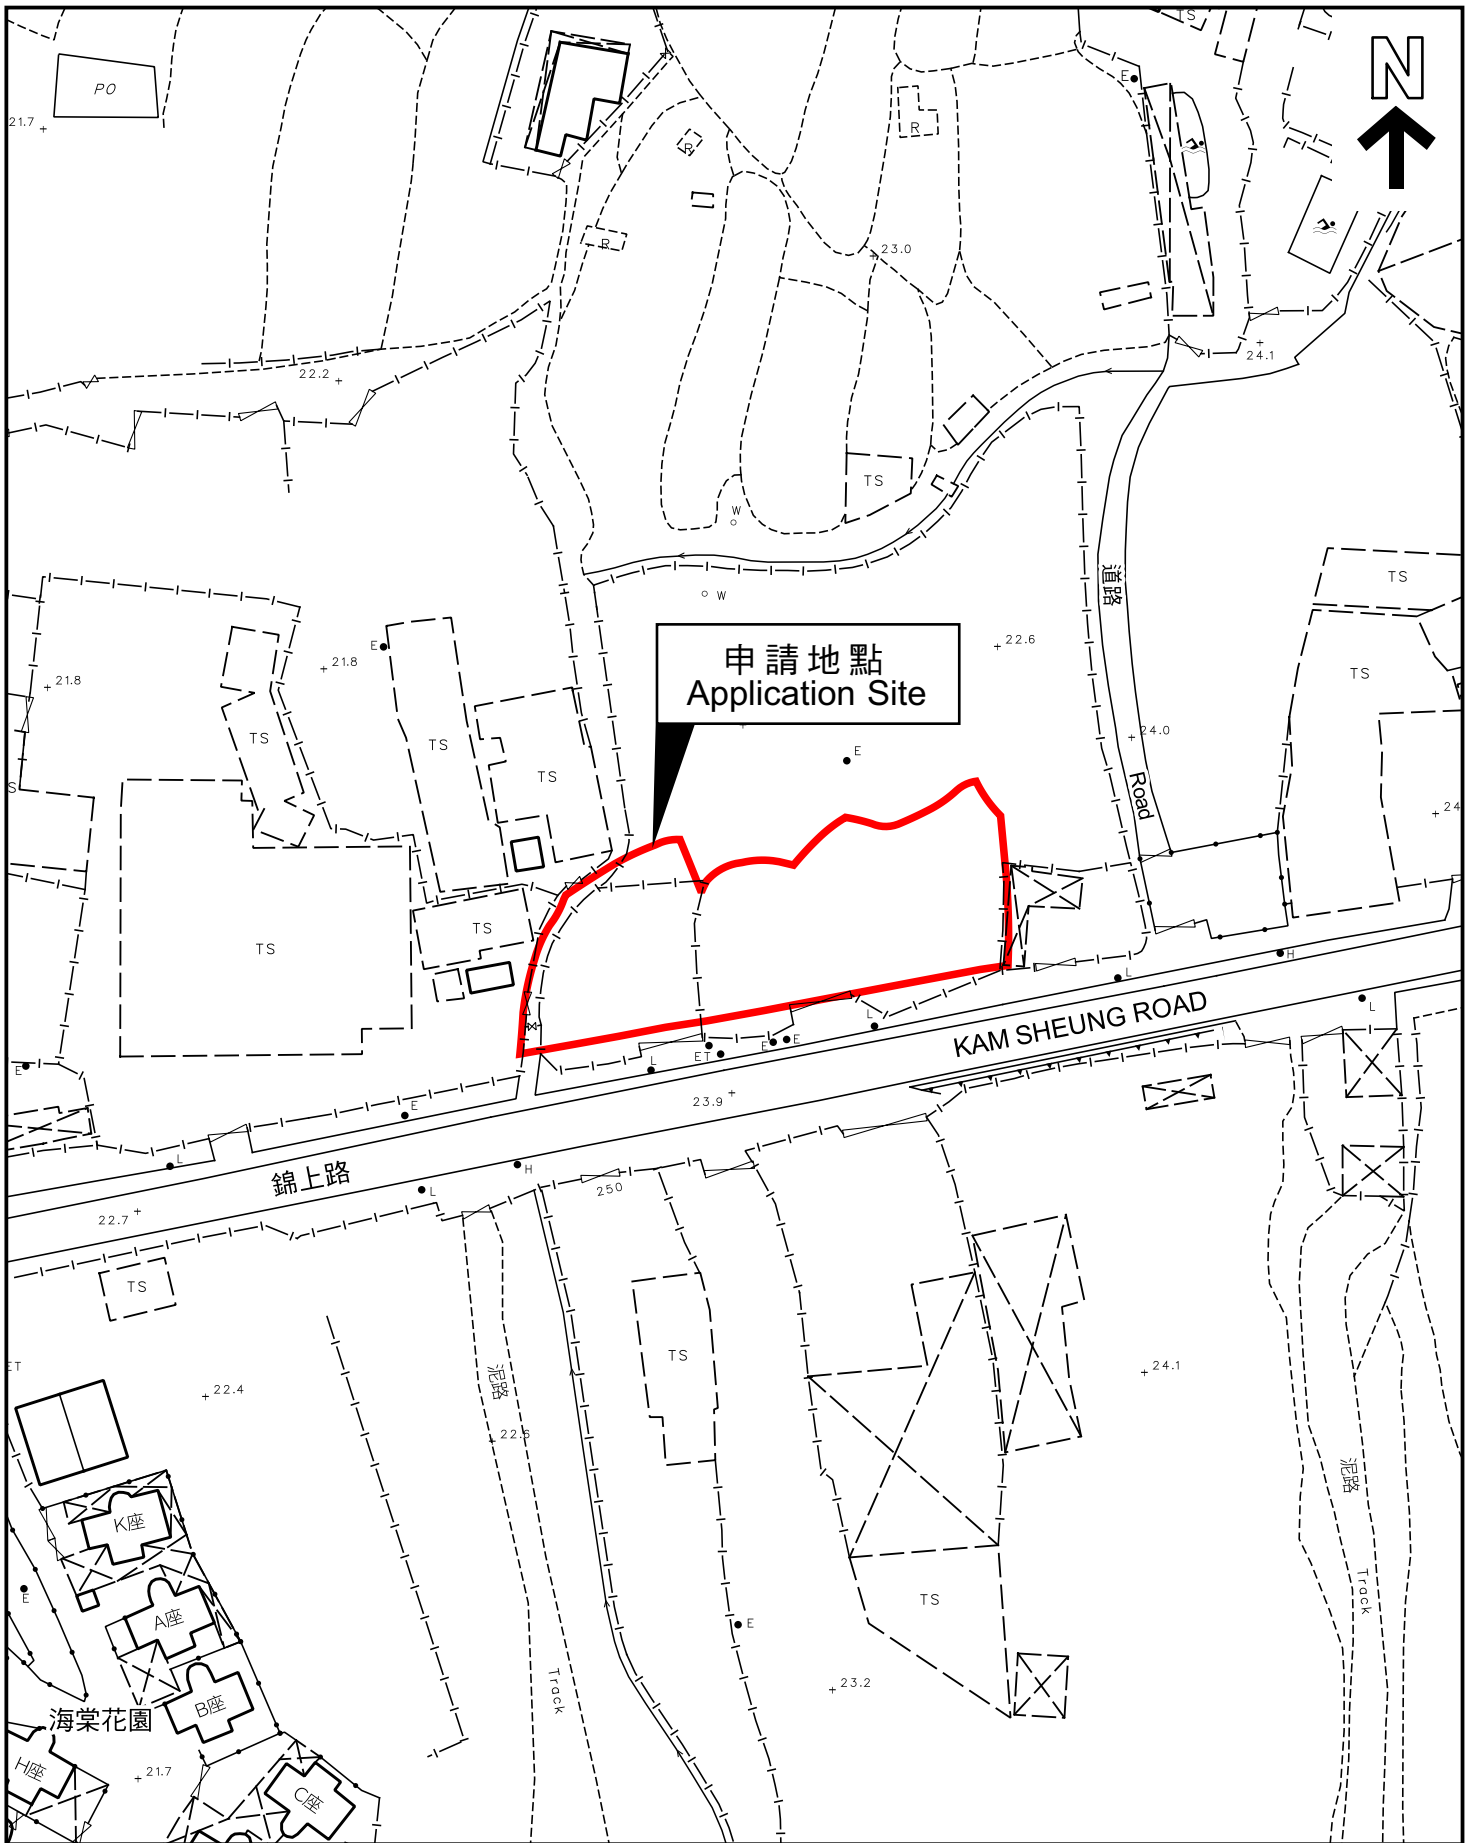 TS
N
PO
E
21.7
R
R
R
23.0
24.1
22.2
TS
W
道路
TS
W
E
21.8
22.6
申請地點
Application Site
21.8
TS
TS
TS
TS
24.0
E
Road
S
24
TS
TS
H
L
L
KAM SHEUNG ROAD
L
E
E
ET
L
E
23.9
E
L
錦上路
H
L
250
22.7
TS
ET
TS
泥路
22.4
24.1
22.6
泥路
K座
E
A座
TS
Track
E
Track
B座
23.2
海棠花園
H座
21.7
C座